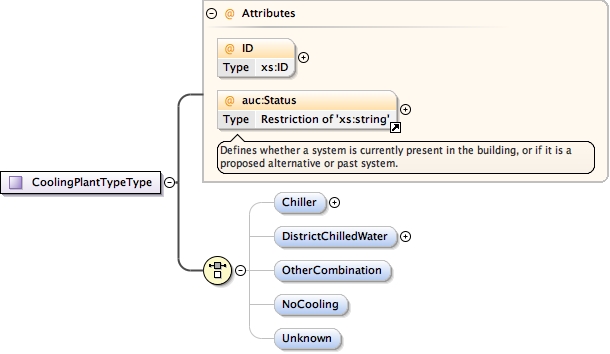 @ Attributes
@ ID
Type xs:ID
@ auc:Status
Type Restriction of 'xs:string'
Defines whether a system is currently present in the building, or if it is a
proposed alternative or past system.
CoolingPlantTypeType
Chiller
DistrictChilledWater
OtherCombination
NoCooling
Unknown